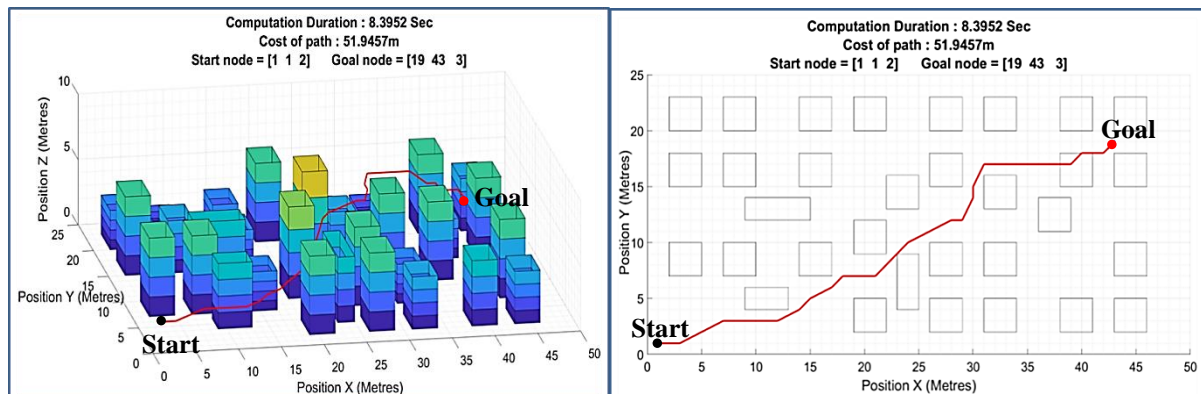 Computation Duration : 8.3952 Sec
Cost of path : 51.9457m
Start node = [1 1 2] Goal node = [19 43 3]
Position Z (Metres)
10
5
0
25
20
15
10
5
0
Position Y (Metres)
0
5
10
15
20
25
30
35
40
45
50
Position X (Metres)
Start
Goal
Computation Duration : 8.3952 Sec
Cost of path : 51.9457m
Start node = [1 1 2] Goal node = [19 43 3]
Position Y (Metres)
25
20
15
10
5
0
Goal
Start
0 5 10 15 20 25 30 35 40 45 50
Position X (Metres)